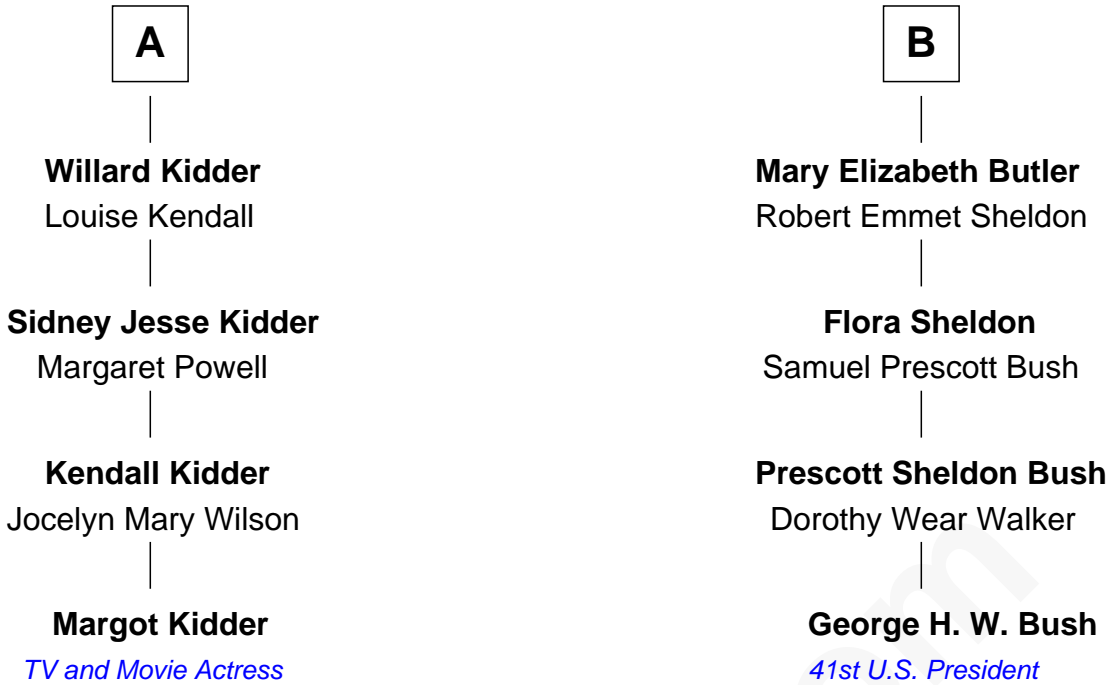 A
Willard Kidder
Louise Kendall
Sidney Jesse Kidder
Margaret Powell
Kendall Kidder
Jocelyn Mary Wilson
Margot Kidder
TV and Movie Actress
B
Mary Elizabeth Butler
Robert Emmet Sheldon
Flora Sheldon
Samuel Prescott Bush
Prescott Sheldon Bush
Dorothy Wear Walker
George H. W. Bush
41st U.S. President